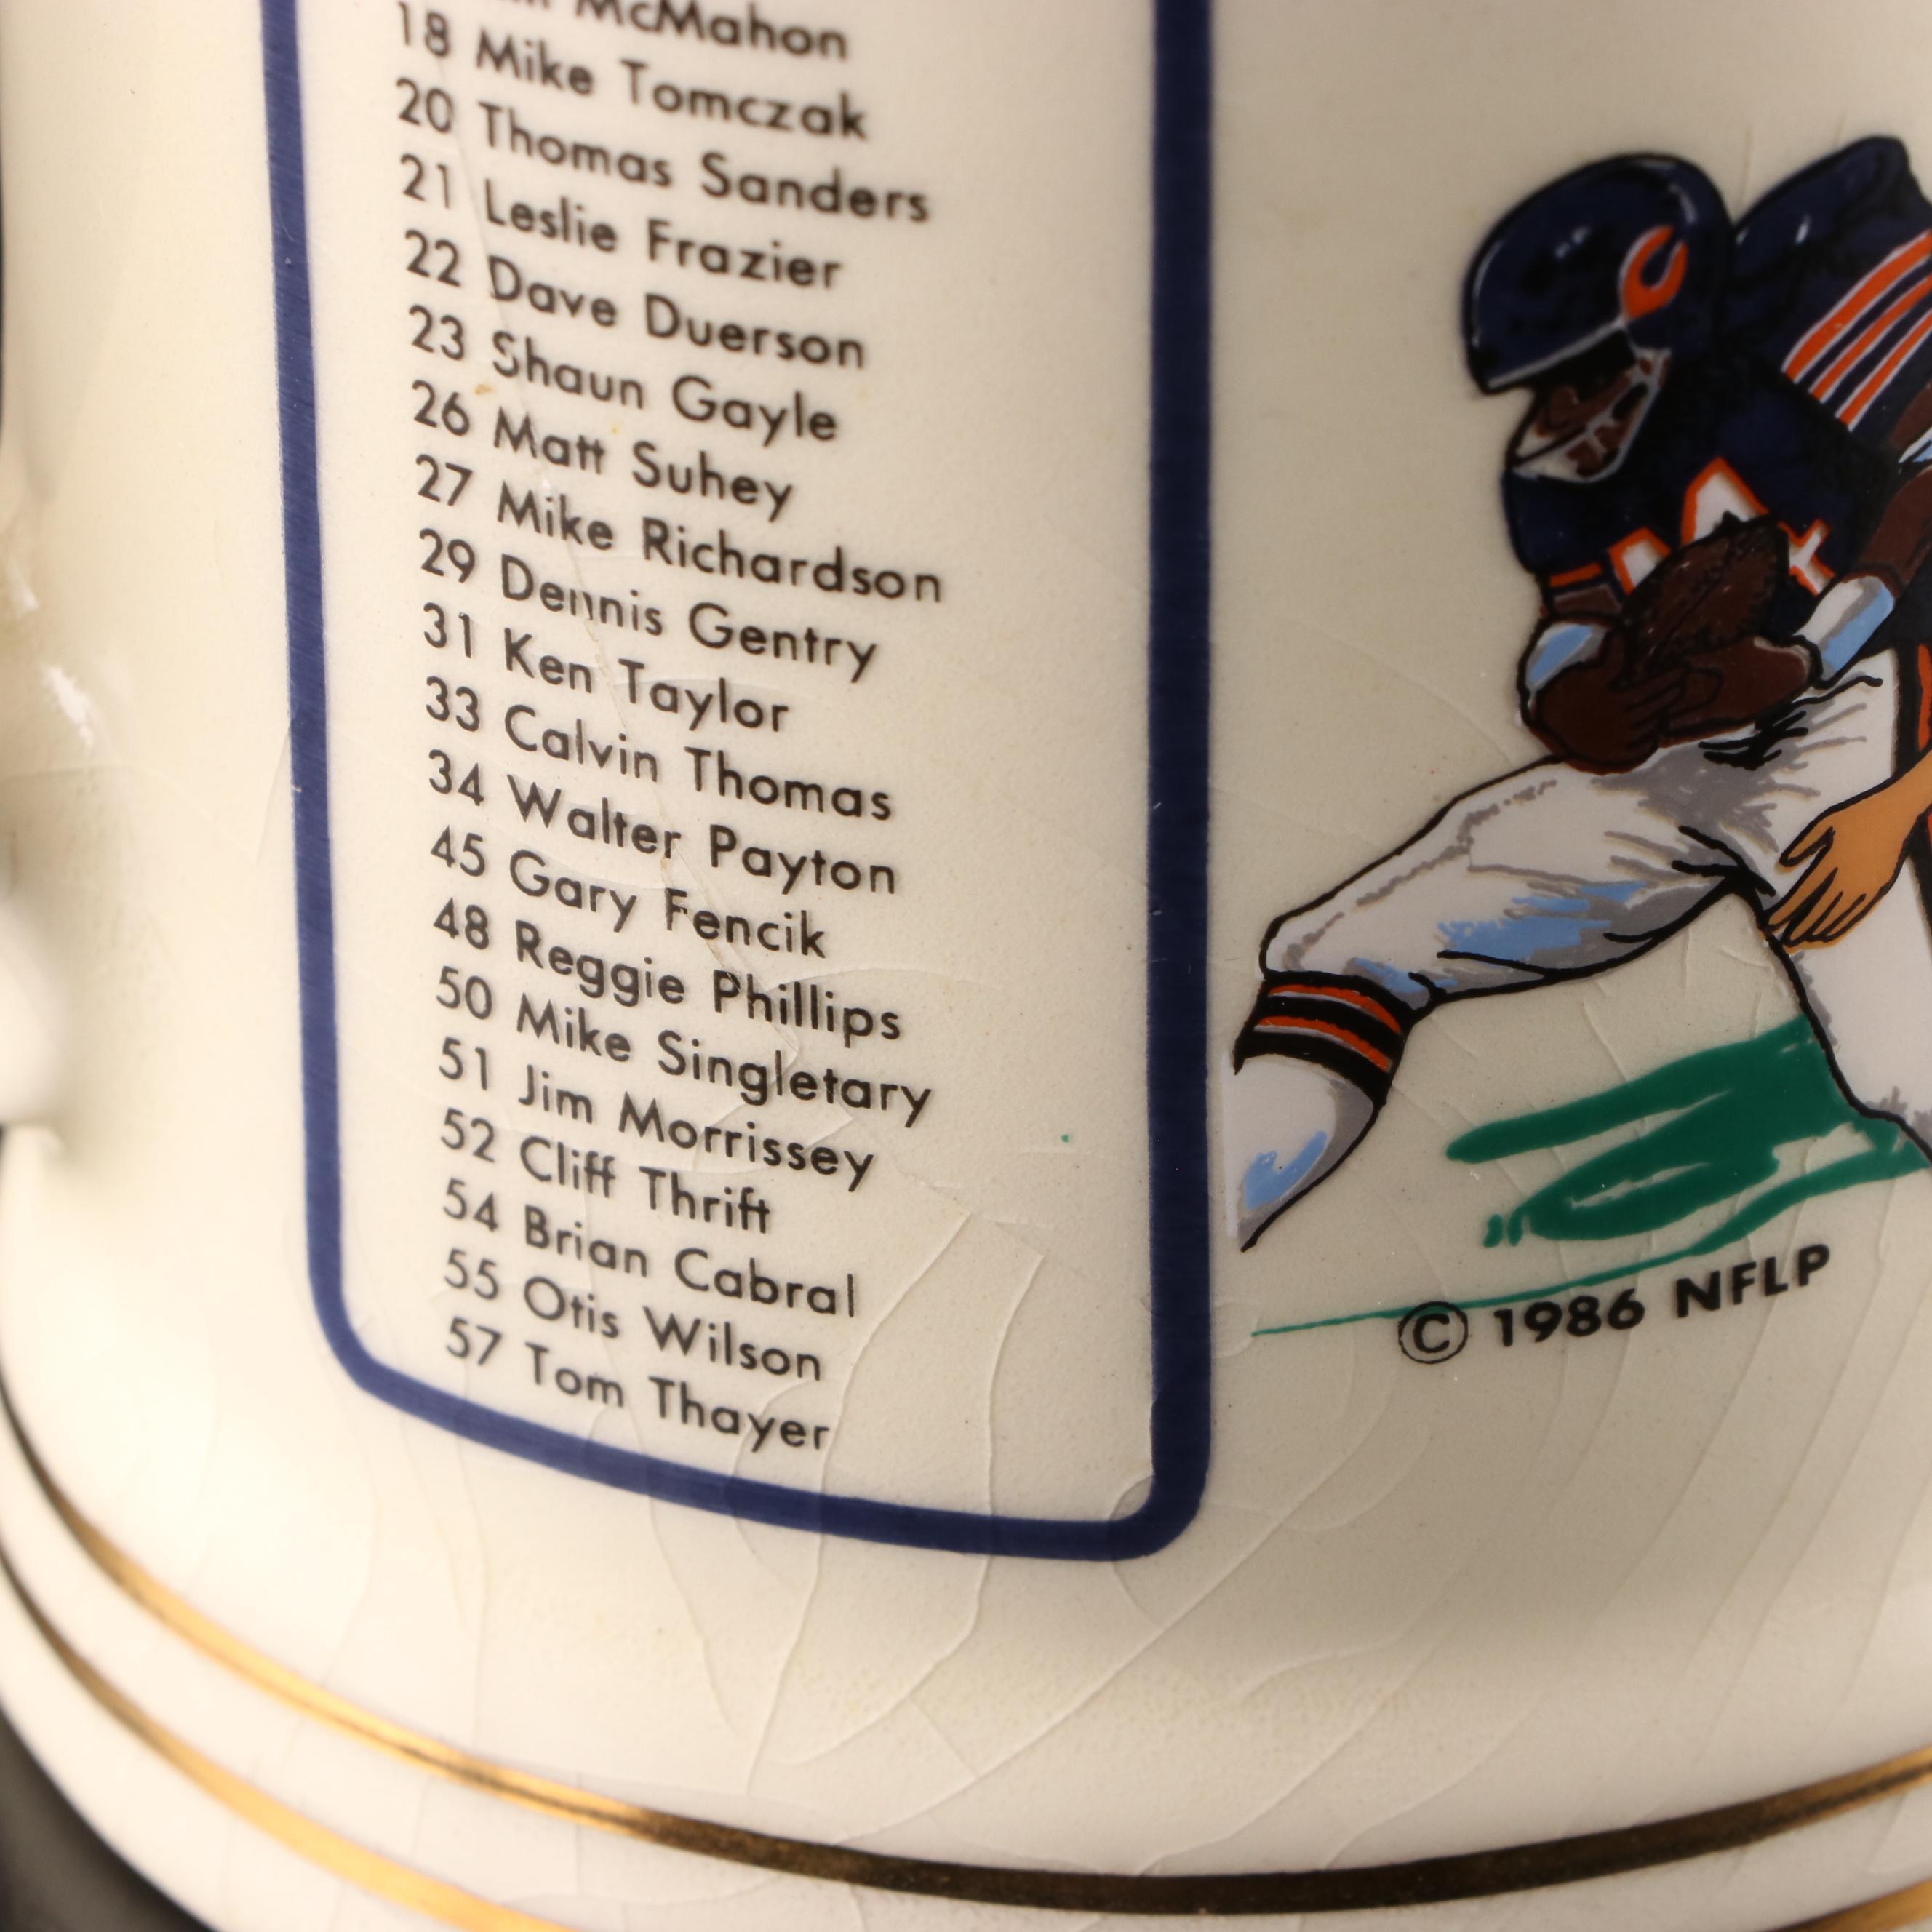 McMahon
18 Mike Tomczak
20 Thomas Sanders
21 Leslie Frazier
22 Dave Duerson
23 Shaun Gayle
26 Matt Suhey
27 Mike Richardson
29 Dennis Gentry
31 Ken Taylor
33 Calvin Thomas
34 Walter Payton
45 Gary Fencik
48 Reggie Phillips
50 Mike Singletary
51 Jim Morrissey
52 Cliff Thrift
54 Brian Cabral
55 Otis Wilson
57 Tom Thayer
© 1986 NFLP